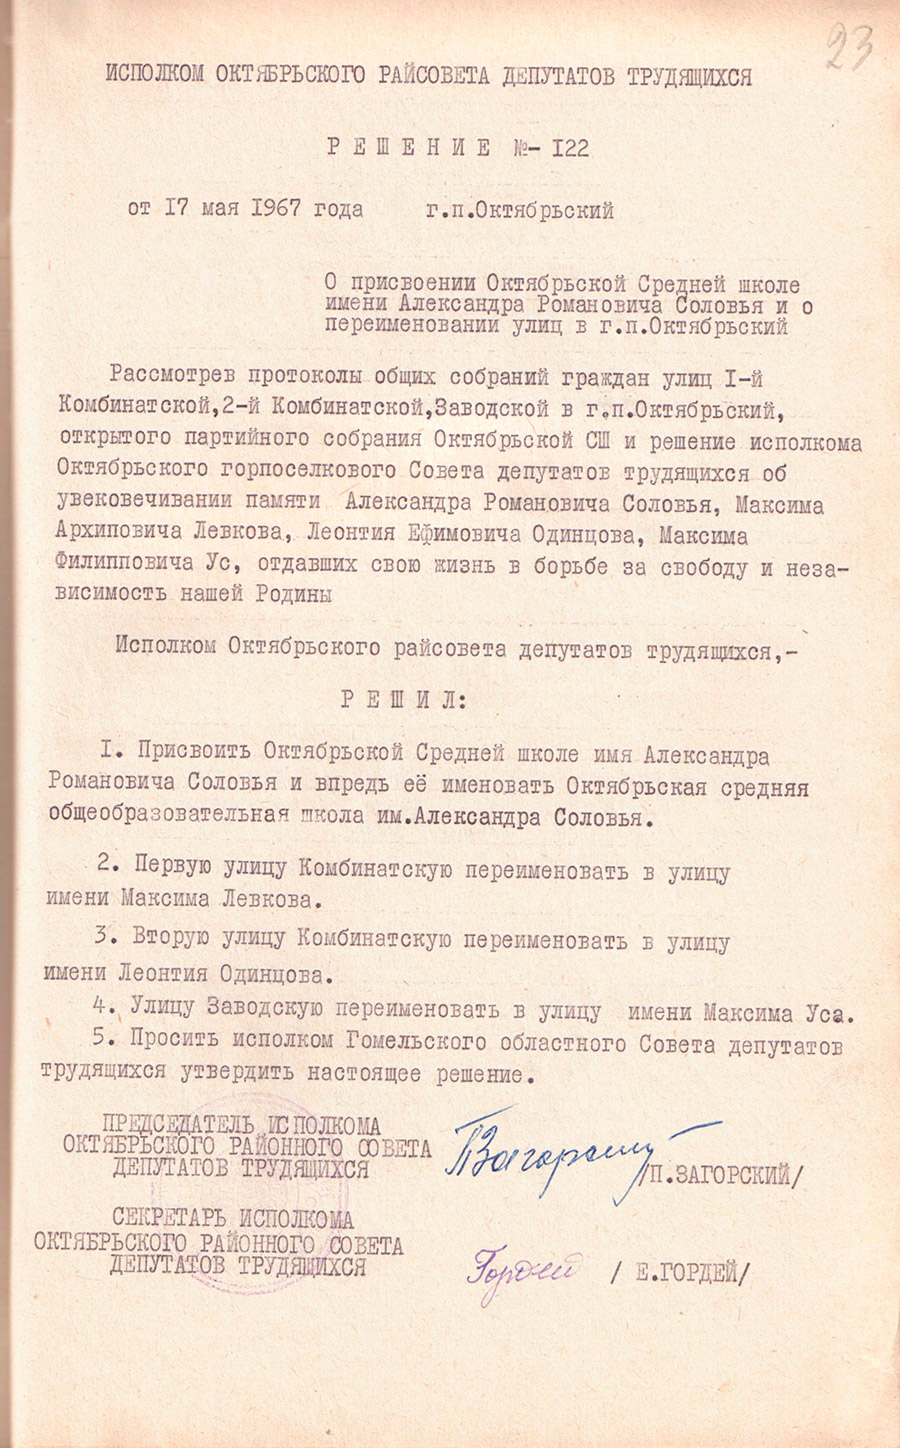 23
ИСПОЛКОМ ОКТЯБРЬСКОГО РАЙСОВЕТА ДЕПУТАТОВ ТРУДЯЩИХСЯ
Р Е Ш Е Н И Е №- I22
от I7 мая I967 года г.п.Октябрьский
О присвоении Октябрьской Средней школе
имени Александра Романовича Соловья и о
переименовании улиц в г.п.Октябрьский
Рассмотрев протоколы общих собраний граждан улиц I-й
Комбинатской,2-й Комбинатской,Заводской в г.п.Октябрьский,
открытого партийного собрания Октябрьской СШ и решение исполкома
Октябрьского горпоселкового Совета депутатов трудящихся об
увековечивании памяти Александра Романовича Соловья, Максима
Архиповича Левкова, Леонтия Ефимовича Одинцова, Максима
Филипповича Ус, отдавших свою жизнь в борьбе за свободу и неза-
висимость нашей Родины
Исполком Октябрьского райсовета депутатов трудящихся,-
Р Е Ш И Л:
I. Присвоить Октябрьской Средней школе имя Александра
Романовича Соловья и впредь её именовать Октябрьская средняя
общеобразовательная школа им.Александра Соловья.
2. Первую улицу Комбинатскую переименовать в улицу
имени Максима Левкова.
3. Вторую улицу Комбинатскую переименовать в улицу
имени Леонтия Одинцова.
4. Улицу Заводскую переименовать в улицу имени Максима Уса.
5. Просить исполком Гомельского областного Совета депутатов
трудящихся утвердить настоящее решение.
ПРЕДСЕДАТЕЛЬ ИСПОЛКОМА
ОКТЯБРЬСКОГО РАЙОННОГО СОВЕТА
ДЕПУТАТОВ ТРУДЯЩИХСЯ
/П.ЗАГОРСКИЙ/
СЕКРЕТАРЬ ИСПОЛКОМА
ОКТЯБРЬСКОГО РАЙОННОГО СОВЕТА
ДЕПУТАТОВ ТРУДЯЩИХСЯ
Гордей / Е.ГОРДЕЙ/